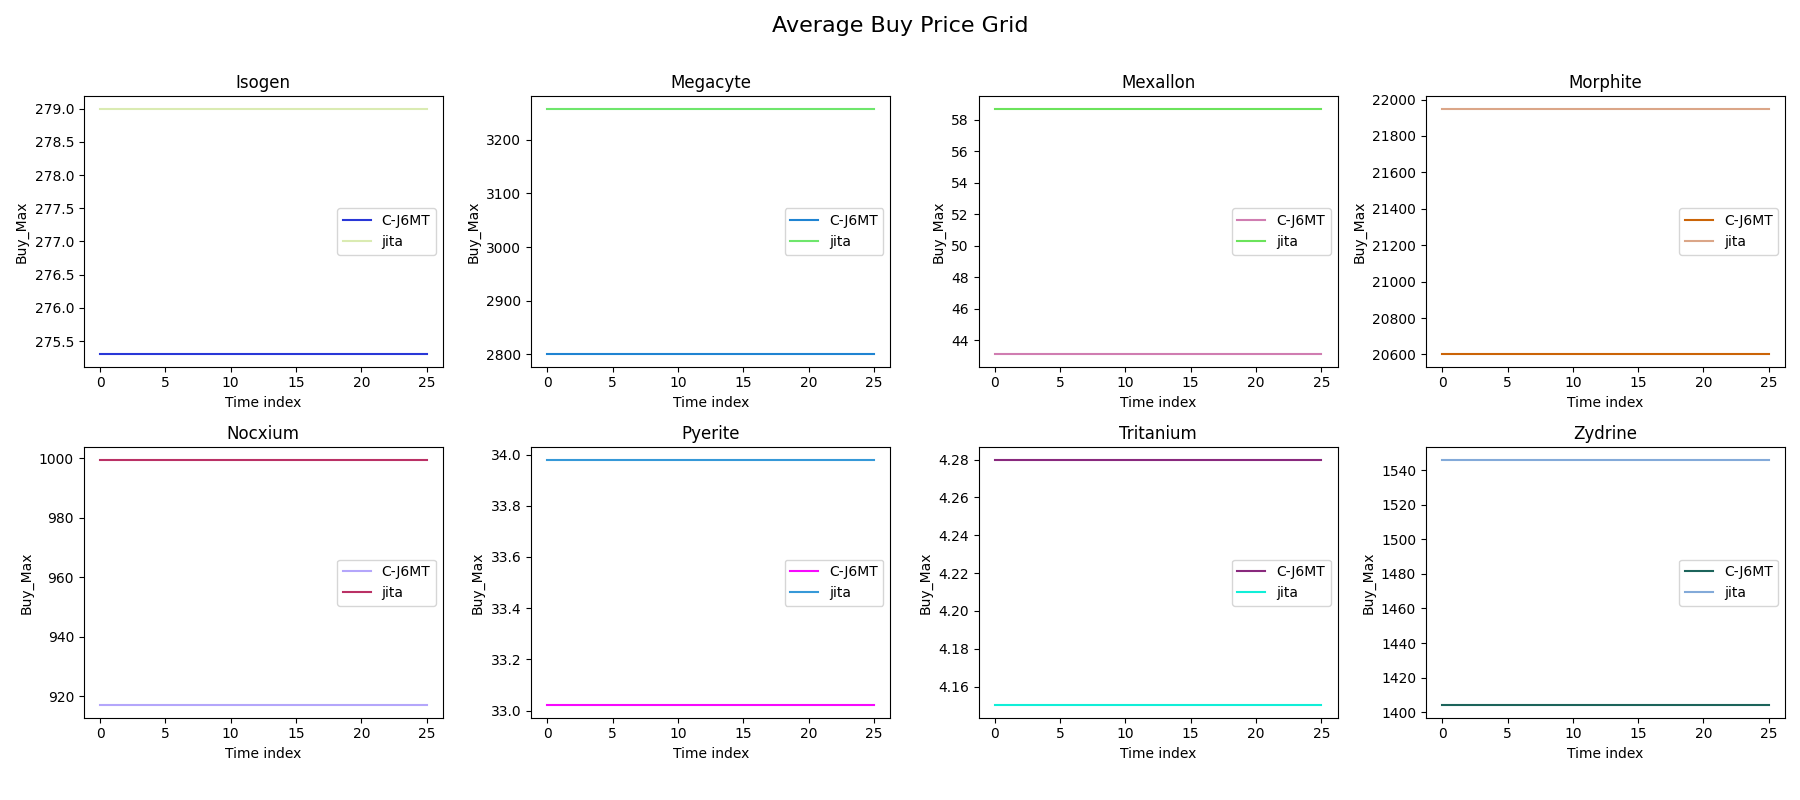 Average Buy Price Grid
Isogen
Buy_Max
279.0
278.5
278.0
277.5
277.0
276.5
276.0
275.5
C-J6MT
jita
0 5 10 15 20 25
Time index
Megacyte
Buy_Max
3200
3100
3000
2900
2800
C-J6MT
jita
0 5 10 15 20 25
Time index
Mexallon
Buy_Max
58
56
54
52
50
48
46
44
C-J6MT
jita
0 5 10 15 20 25
Time index
Morphite
Buy_Max
22000
21800
21600
21400
21200
21000
20800
20600
C-J6MT
jita
0 5 10 15 20 25
Time index
Nocxium
Buy_Max
1000
980
960
940
920
C-J6MT
jita
0 5 10 15 20 25
Time index
Pyerite
Buy_Max
34.0
33.8
33.6
33.4
33.2
33.0
C-J6MT
jita
0 5 10 15 20 25
Time index
Tritanium
Buy_Max
4.28
4.26
4.24
4.22
4.20
4.18
4.16
C-J6MT
jita
0 5 10 15 20 25
Time index
Zydrine
Buy_Max
1540
1520
1500
1480
1460
1440
1420
1400
C-J6MT
jita
0 5 10 15 20 25
Time index